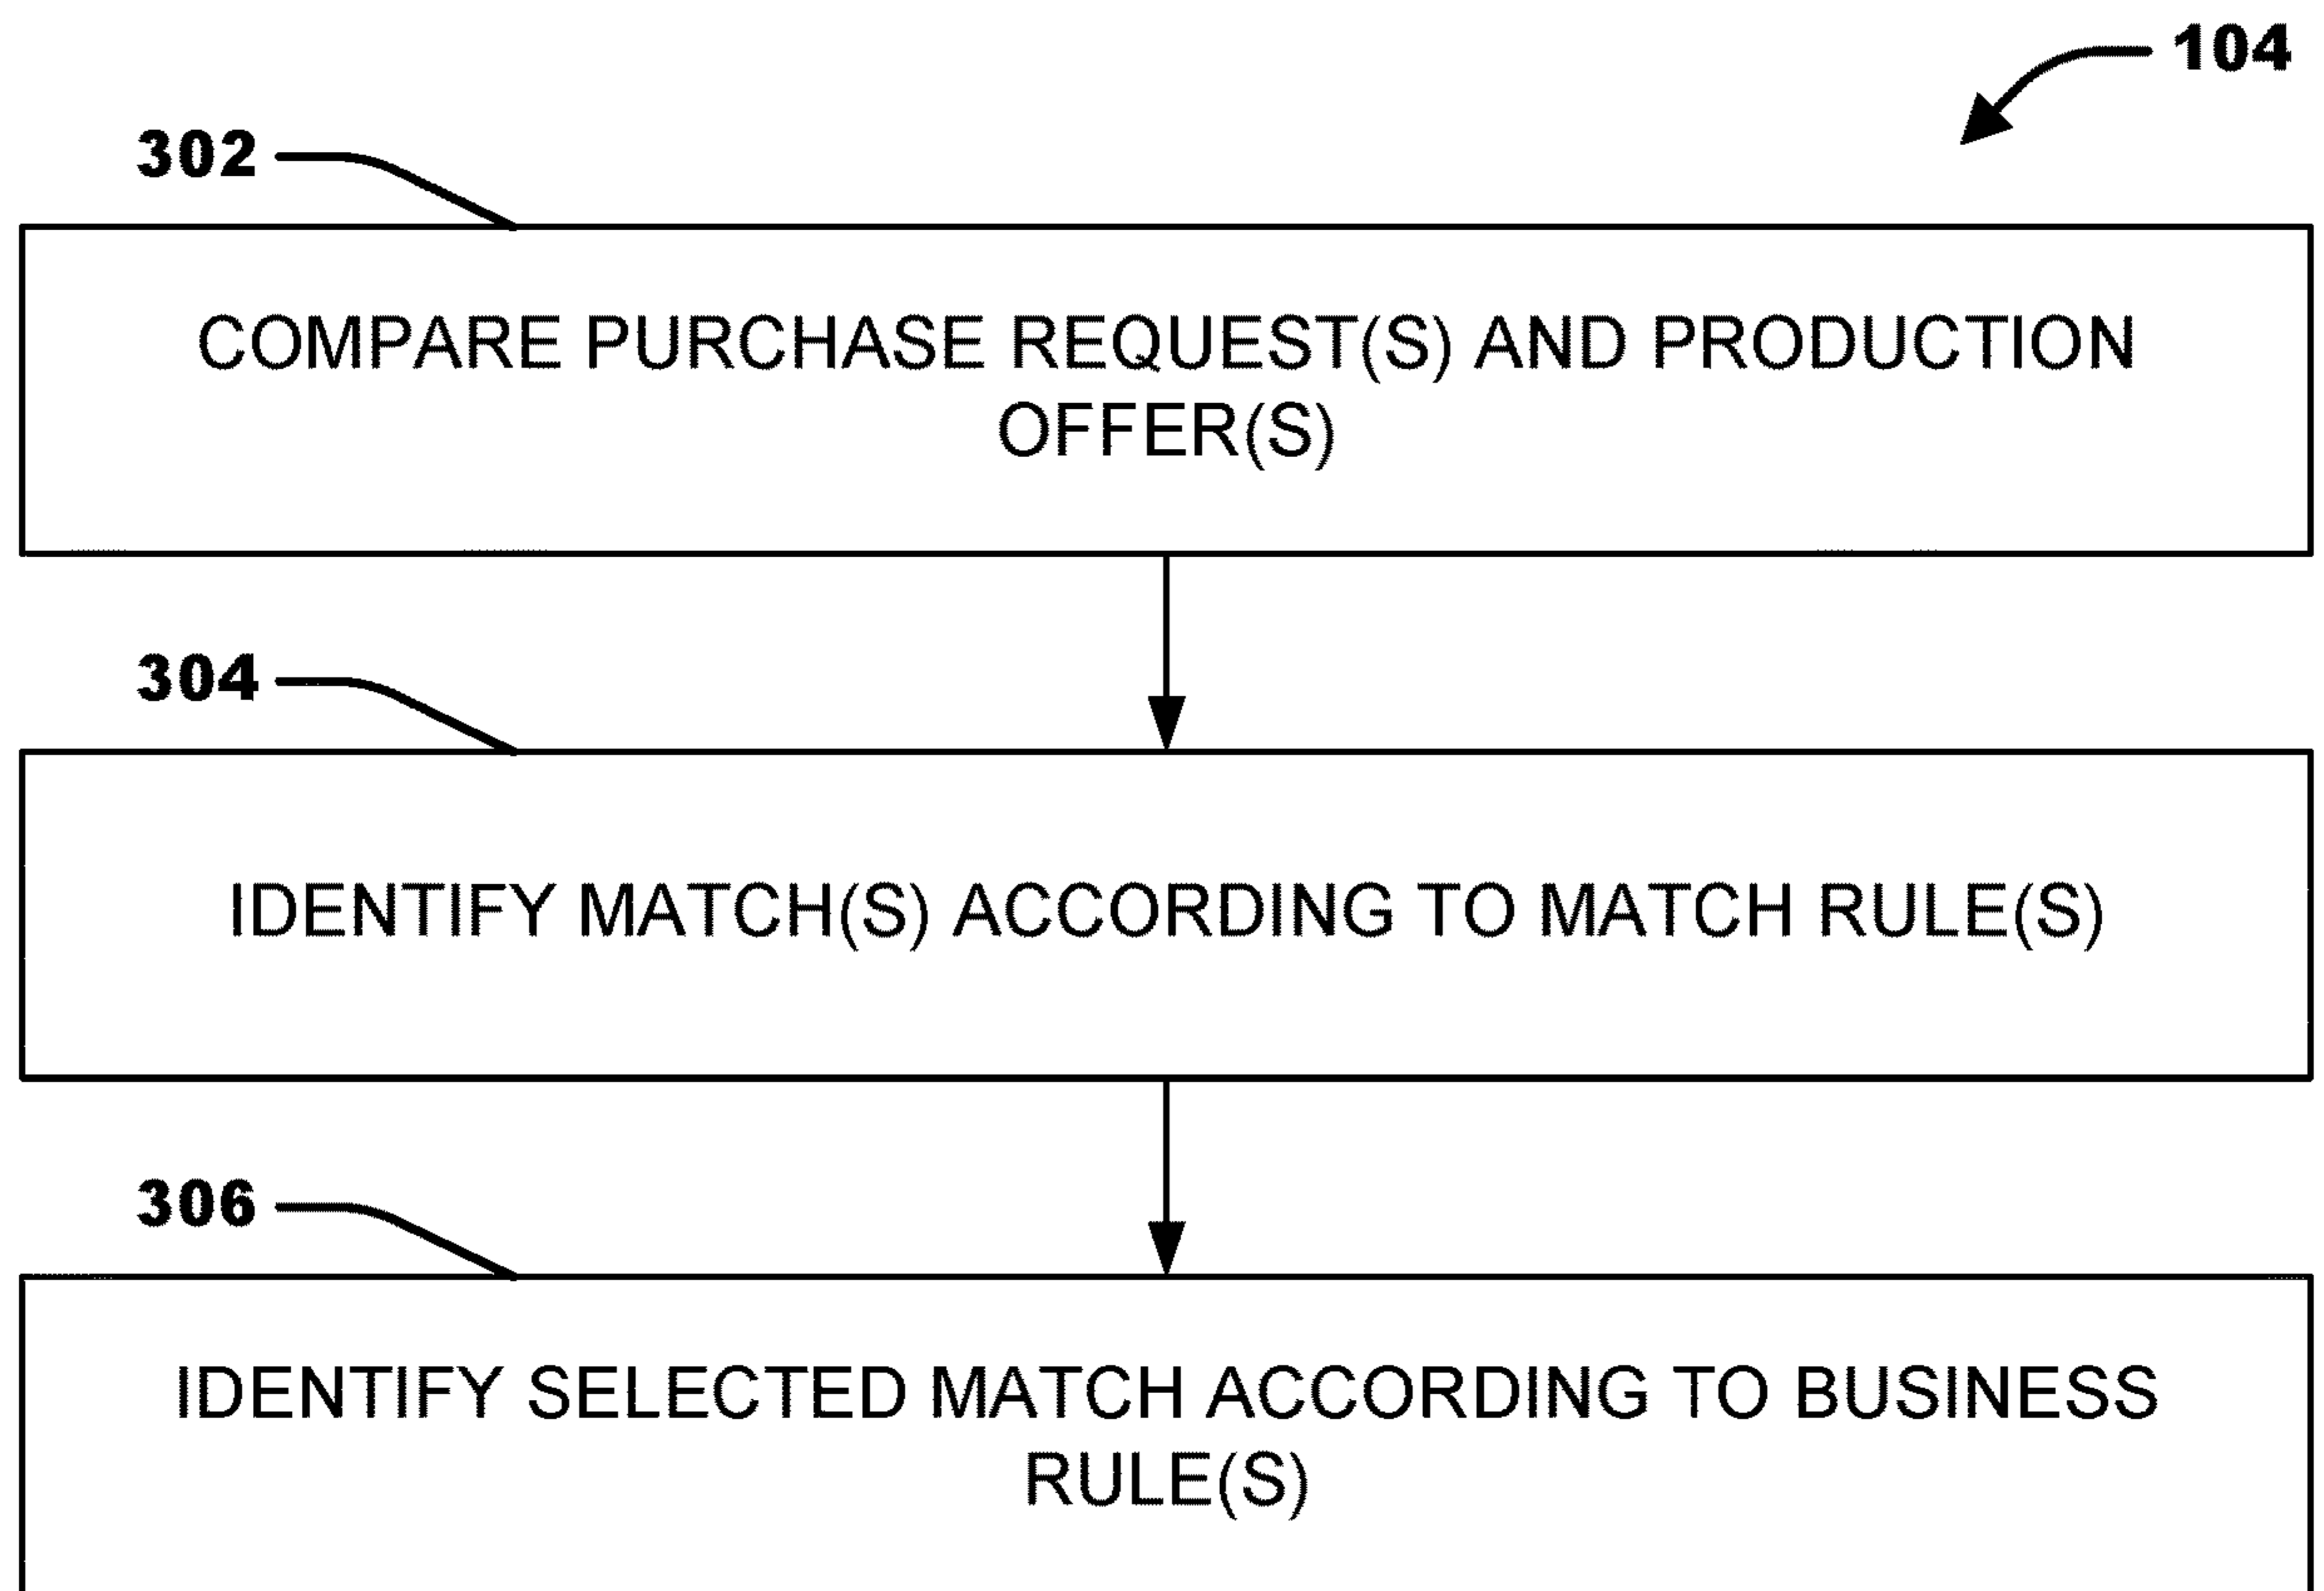 104
302
COMPARE PURCHASE REQUEST(S) AND PRODUCTION
OFFER(S)
304
IDENTIFY MATCH(S) ACCORDING TO MATCH RULE(S)
306
IDENTIFY SELECTED MATCH ACCORDING TO BUSINESS
RULE(S)